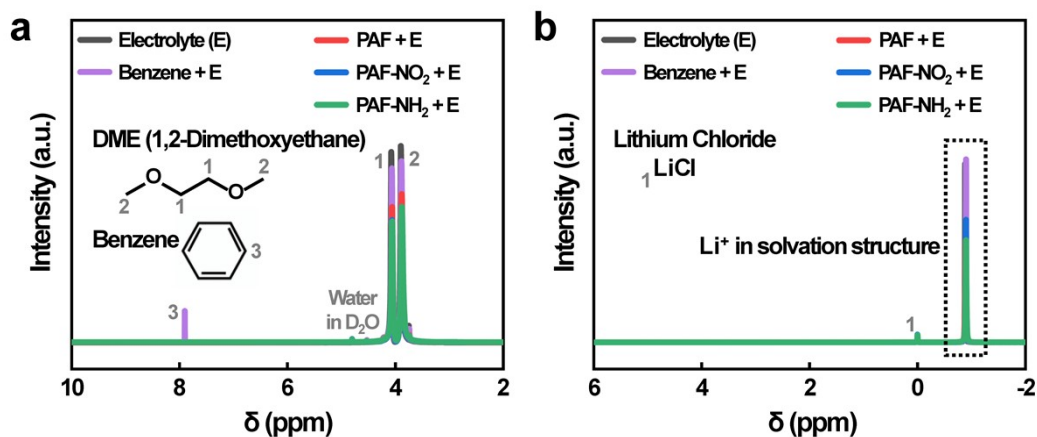 a
Electrolyte (E)
Benzene + E
PAF + E
PAF-NO2 + E
PAF-NH2 + E
DME (1,2-Dimethoxyethane)
O
1
2
2
1
O
Benzene
3
1
2
3
Water
in D2O
Intensity (a.u.)
10
8
6
4
2
δ (ppm)
b
Electrolyte (E)
Benzene + E
PAF + E
PAF-NO2 + E
PAF-NH2 + E
Lithium Chloride
1 LiCl
Li+ in solvation structure
1
Intensity (a.u.)
6
4
2
0
-2
δ (ppm)